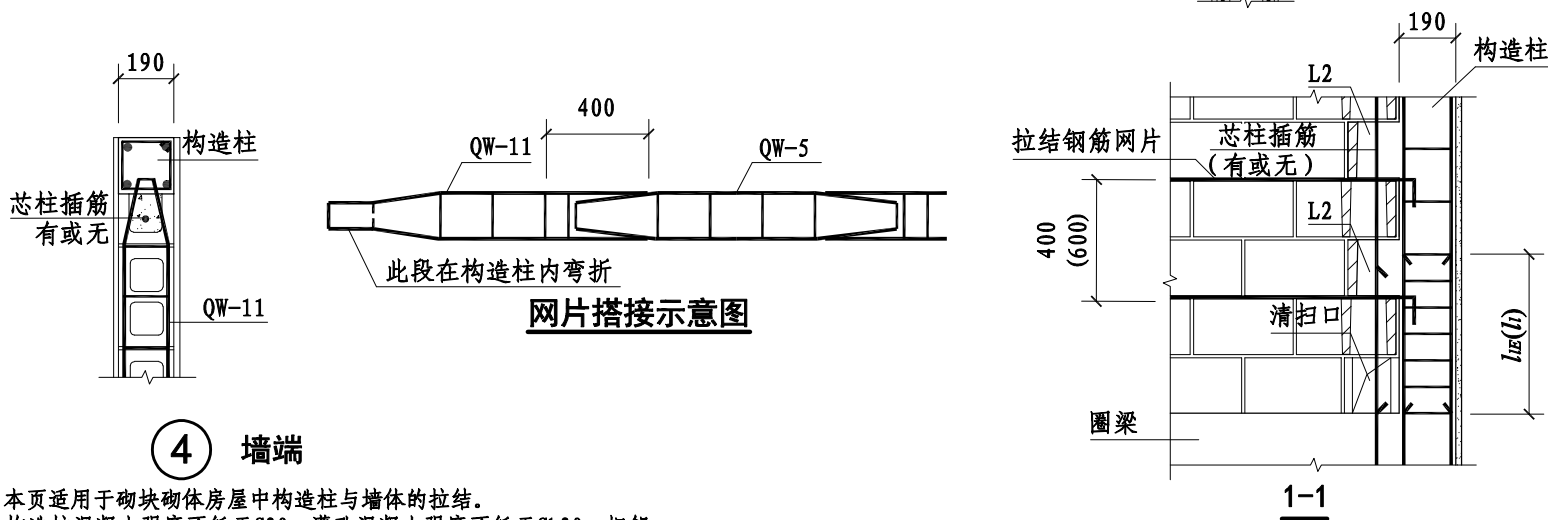 190
构造柱
芯柱插筋
有或无
QW-11
4 墙端
400
QW-11
QW-5
此段在构造柱内弯折
网片搭接示意图
190
构造柱
L2
拉结钢筋网片
芯柱插筋
(有或无)
L2
400
(600)
清扫口
llE(ll)
圈梁
1-1
本页适用于砌块砌体房屋中构造柱与墙体的拉结。